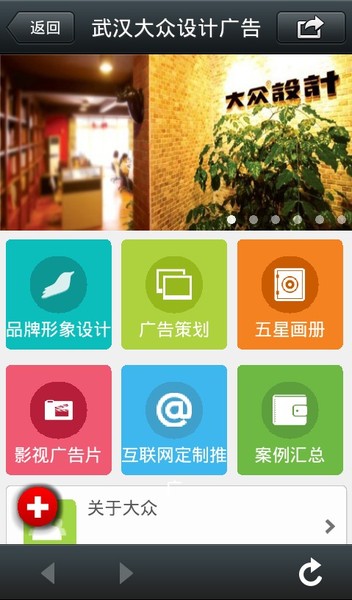 返回
武汉大众设计广告
大众設計
品牌形象设计
广告策划
五星画册
影视广告片
互联网定制推
广
案例汇总
关于大众